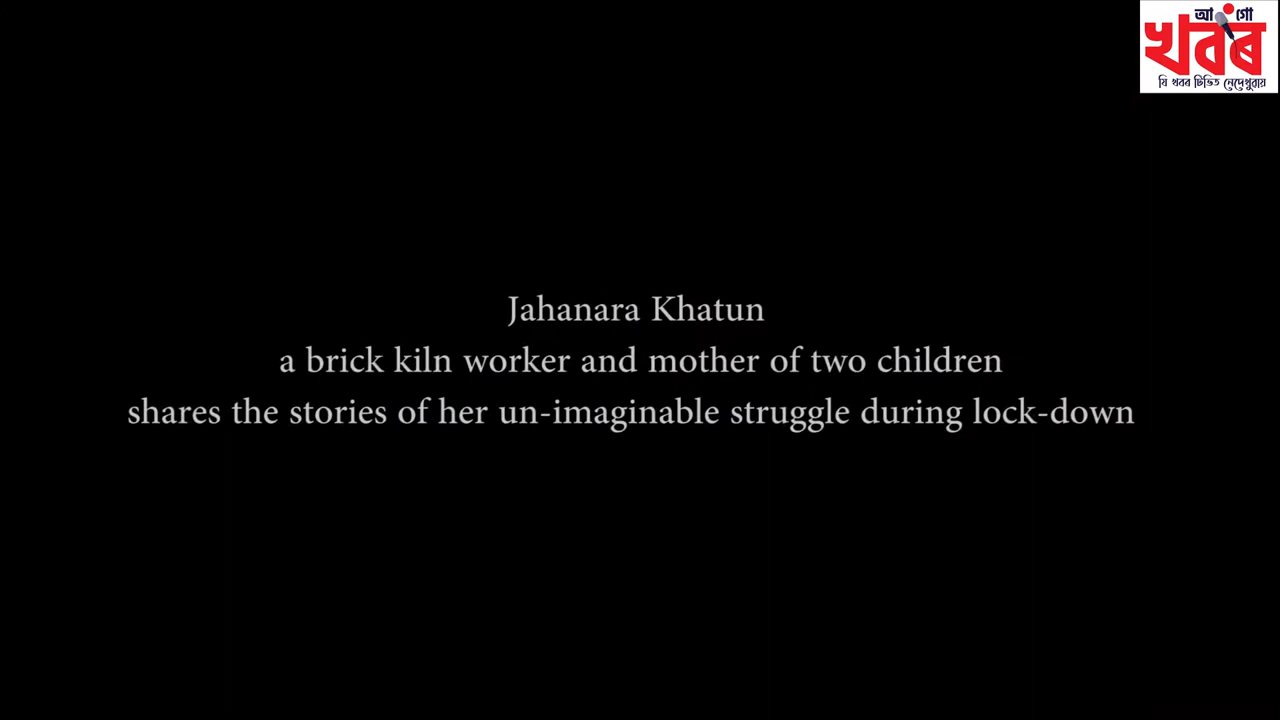 আ গো
খবৰ
যি খবৰ টিভিত নেদেখুৱায়
Jahanara Khatun
a brick kiln worker and mother of two children
shares the stories of her un-imaginable struggle during lock-down